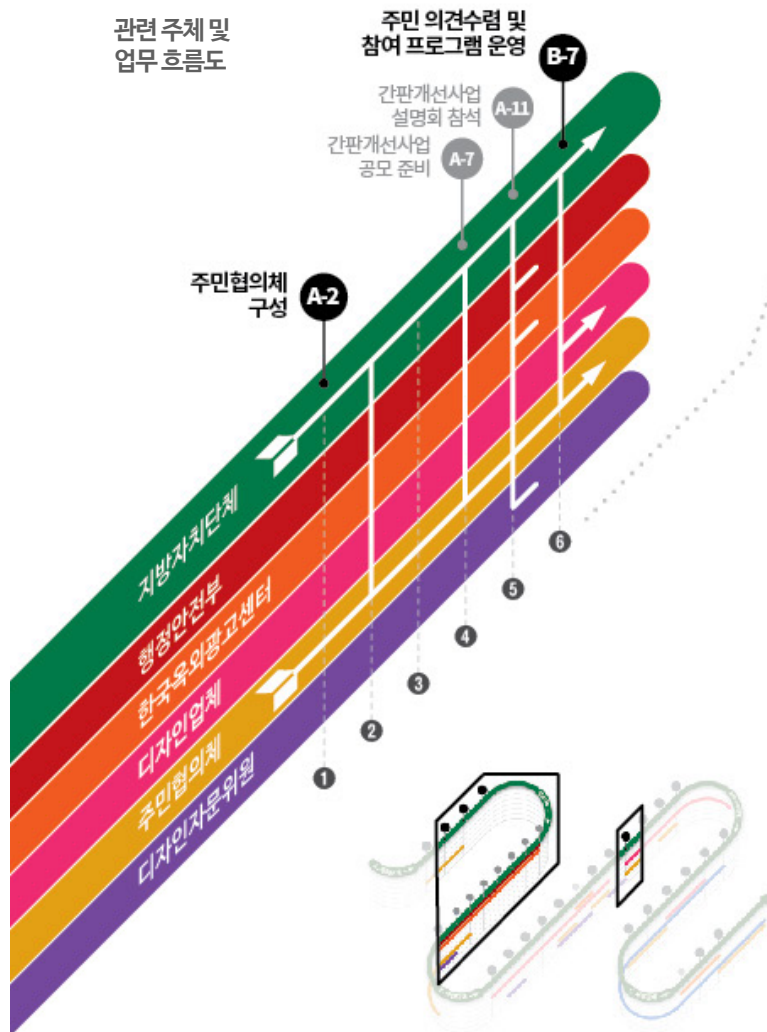 관련 주체 및
업무 흐름도
주민 의견수렴 및
참여 프로그램 운영
B-7
간판개선사업
설명회 참석
A-11
간판개선사업
공모 준비
A-7
주민협의체
구성
A-2
지방자치단체
행정안전부
한국옥외광고센터
디자인업체
주민협의체
디자인자문위원
1
2
3
4
5
6